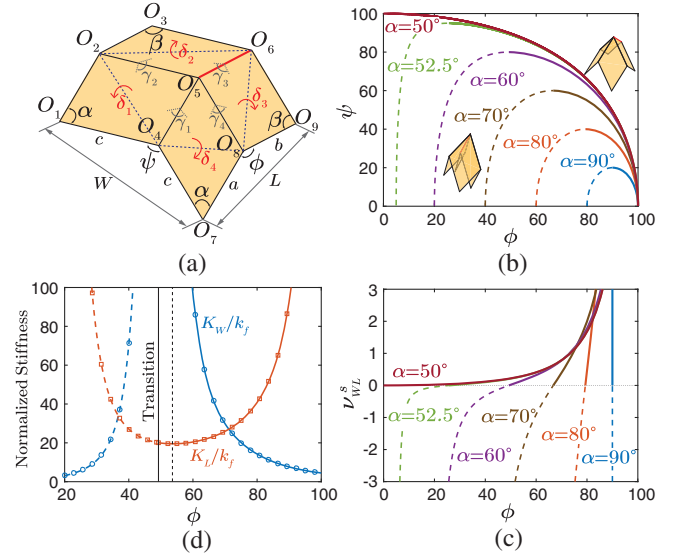 O₃
O₂
β
δ₂
O₆
γ₂
γ₃
O₅
δ₃
O₁
α
δ₁
γ₁
γ₄
β
O₉
O₄
O₈
c
ψ
δ₄
ϕ
b
W
c
α
a
L
O₇
(a)
100
80
60
40
20
0
ψ
α=50°
α=52.5°
α=60°
α=70°
α=80°
α=90°
0 20 40 60 80 100
ϕ
(b)
100
80
60
40
20
0
Normalized Stiffness
Transition
K_W/k_f
K_L/k_f
20 40 60 80 100
ϕ
(d)
3
2
1
0
-1
-2
-3
ν^s_WL
α=50°
α=52.5°
α=60°
α=70°
α=80°
α=90°
0 20 40 60 80 100
ϕ
(c)